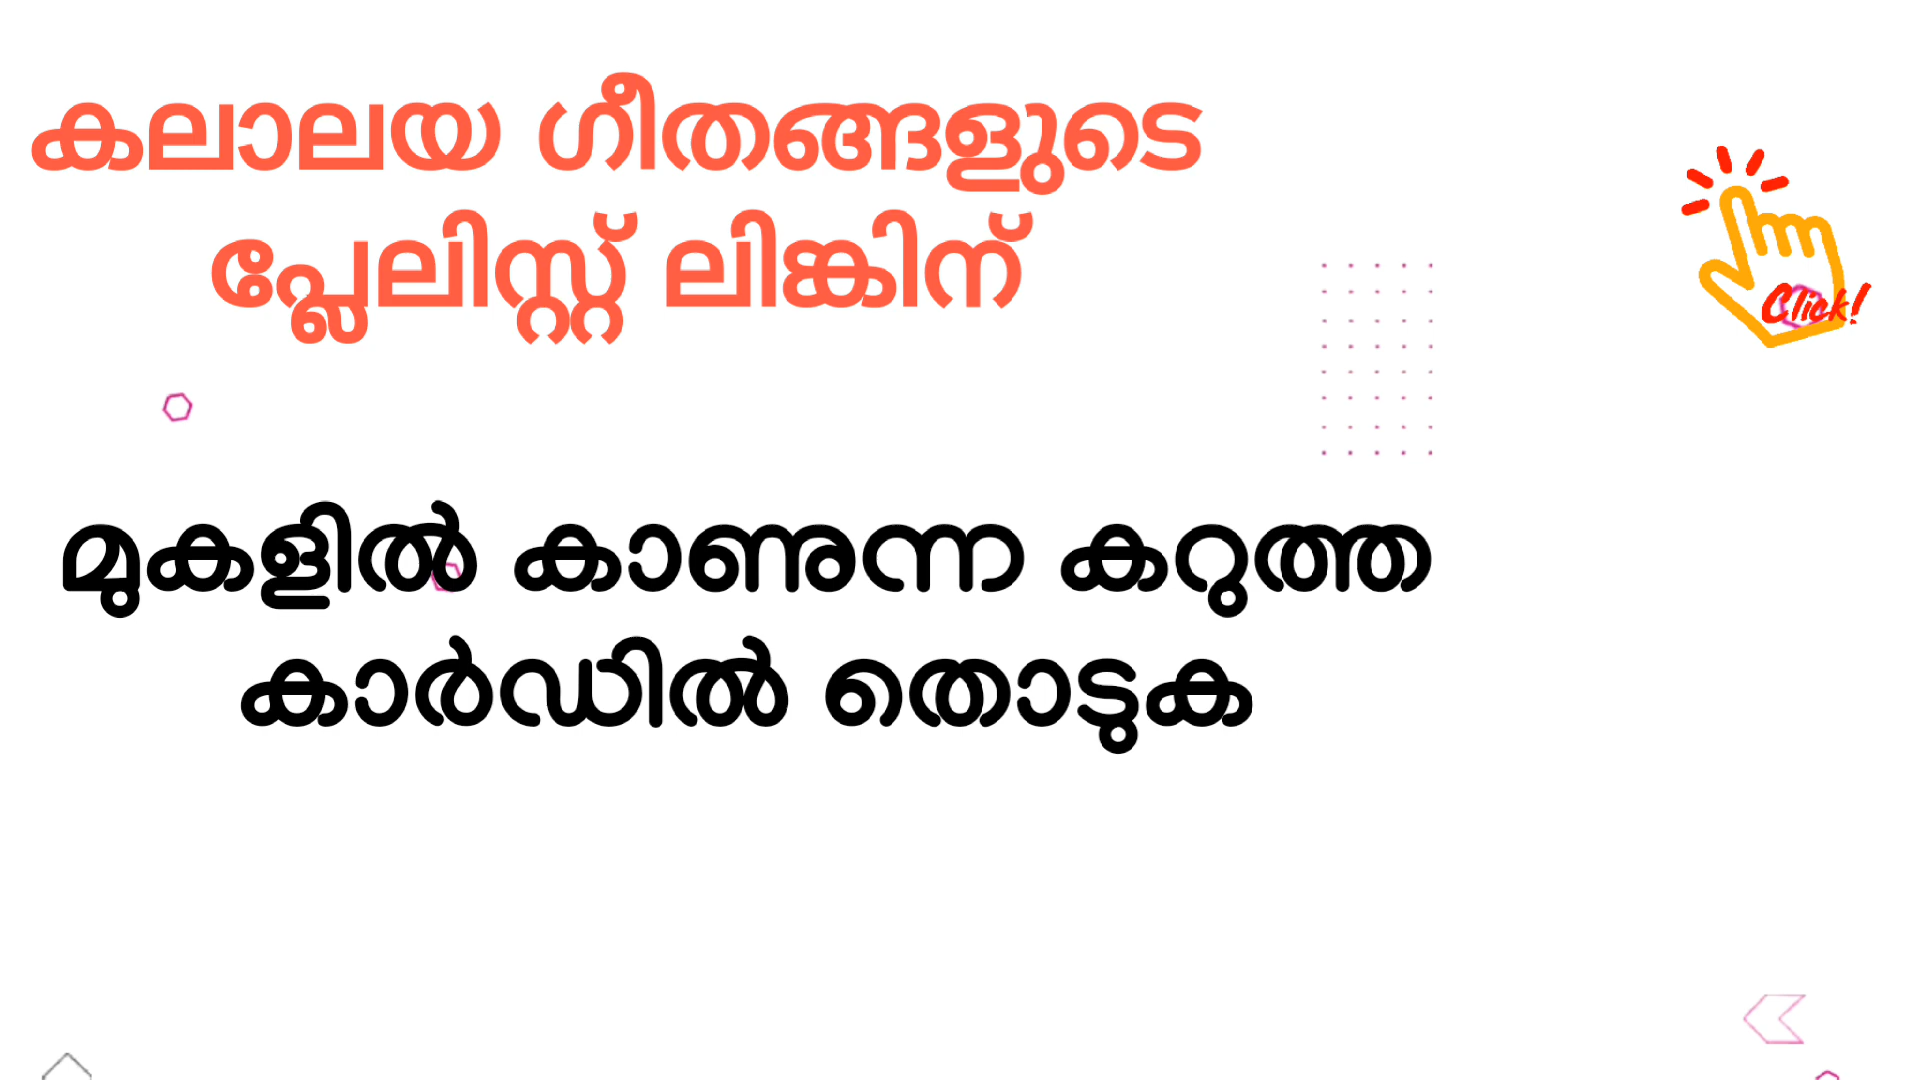 കലാലയ ഗീതങ്ങളുടെ
പ്ലേലിസ്റ്റ് ലിങ്കിന്
Click!
മുകളിൽ കാണുന്ന കറുത്ത
കാർഡിൽ തൊടുക